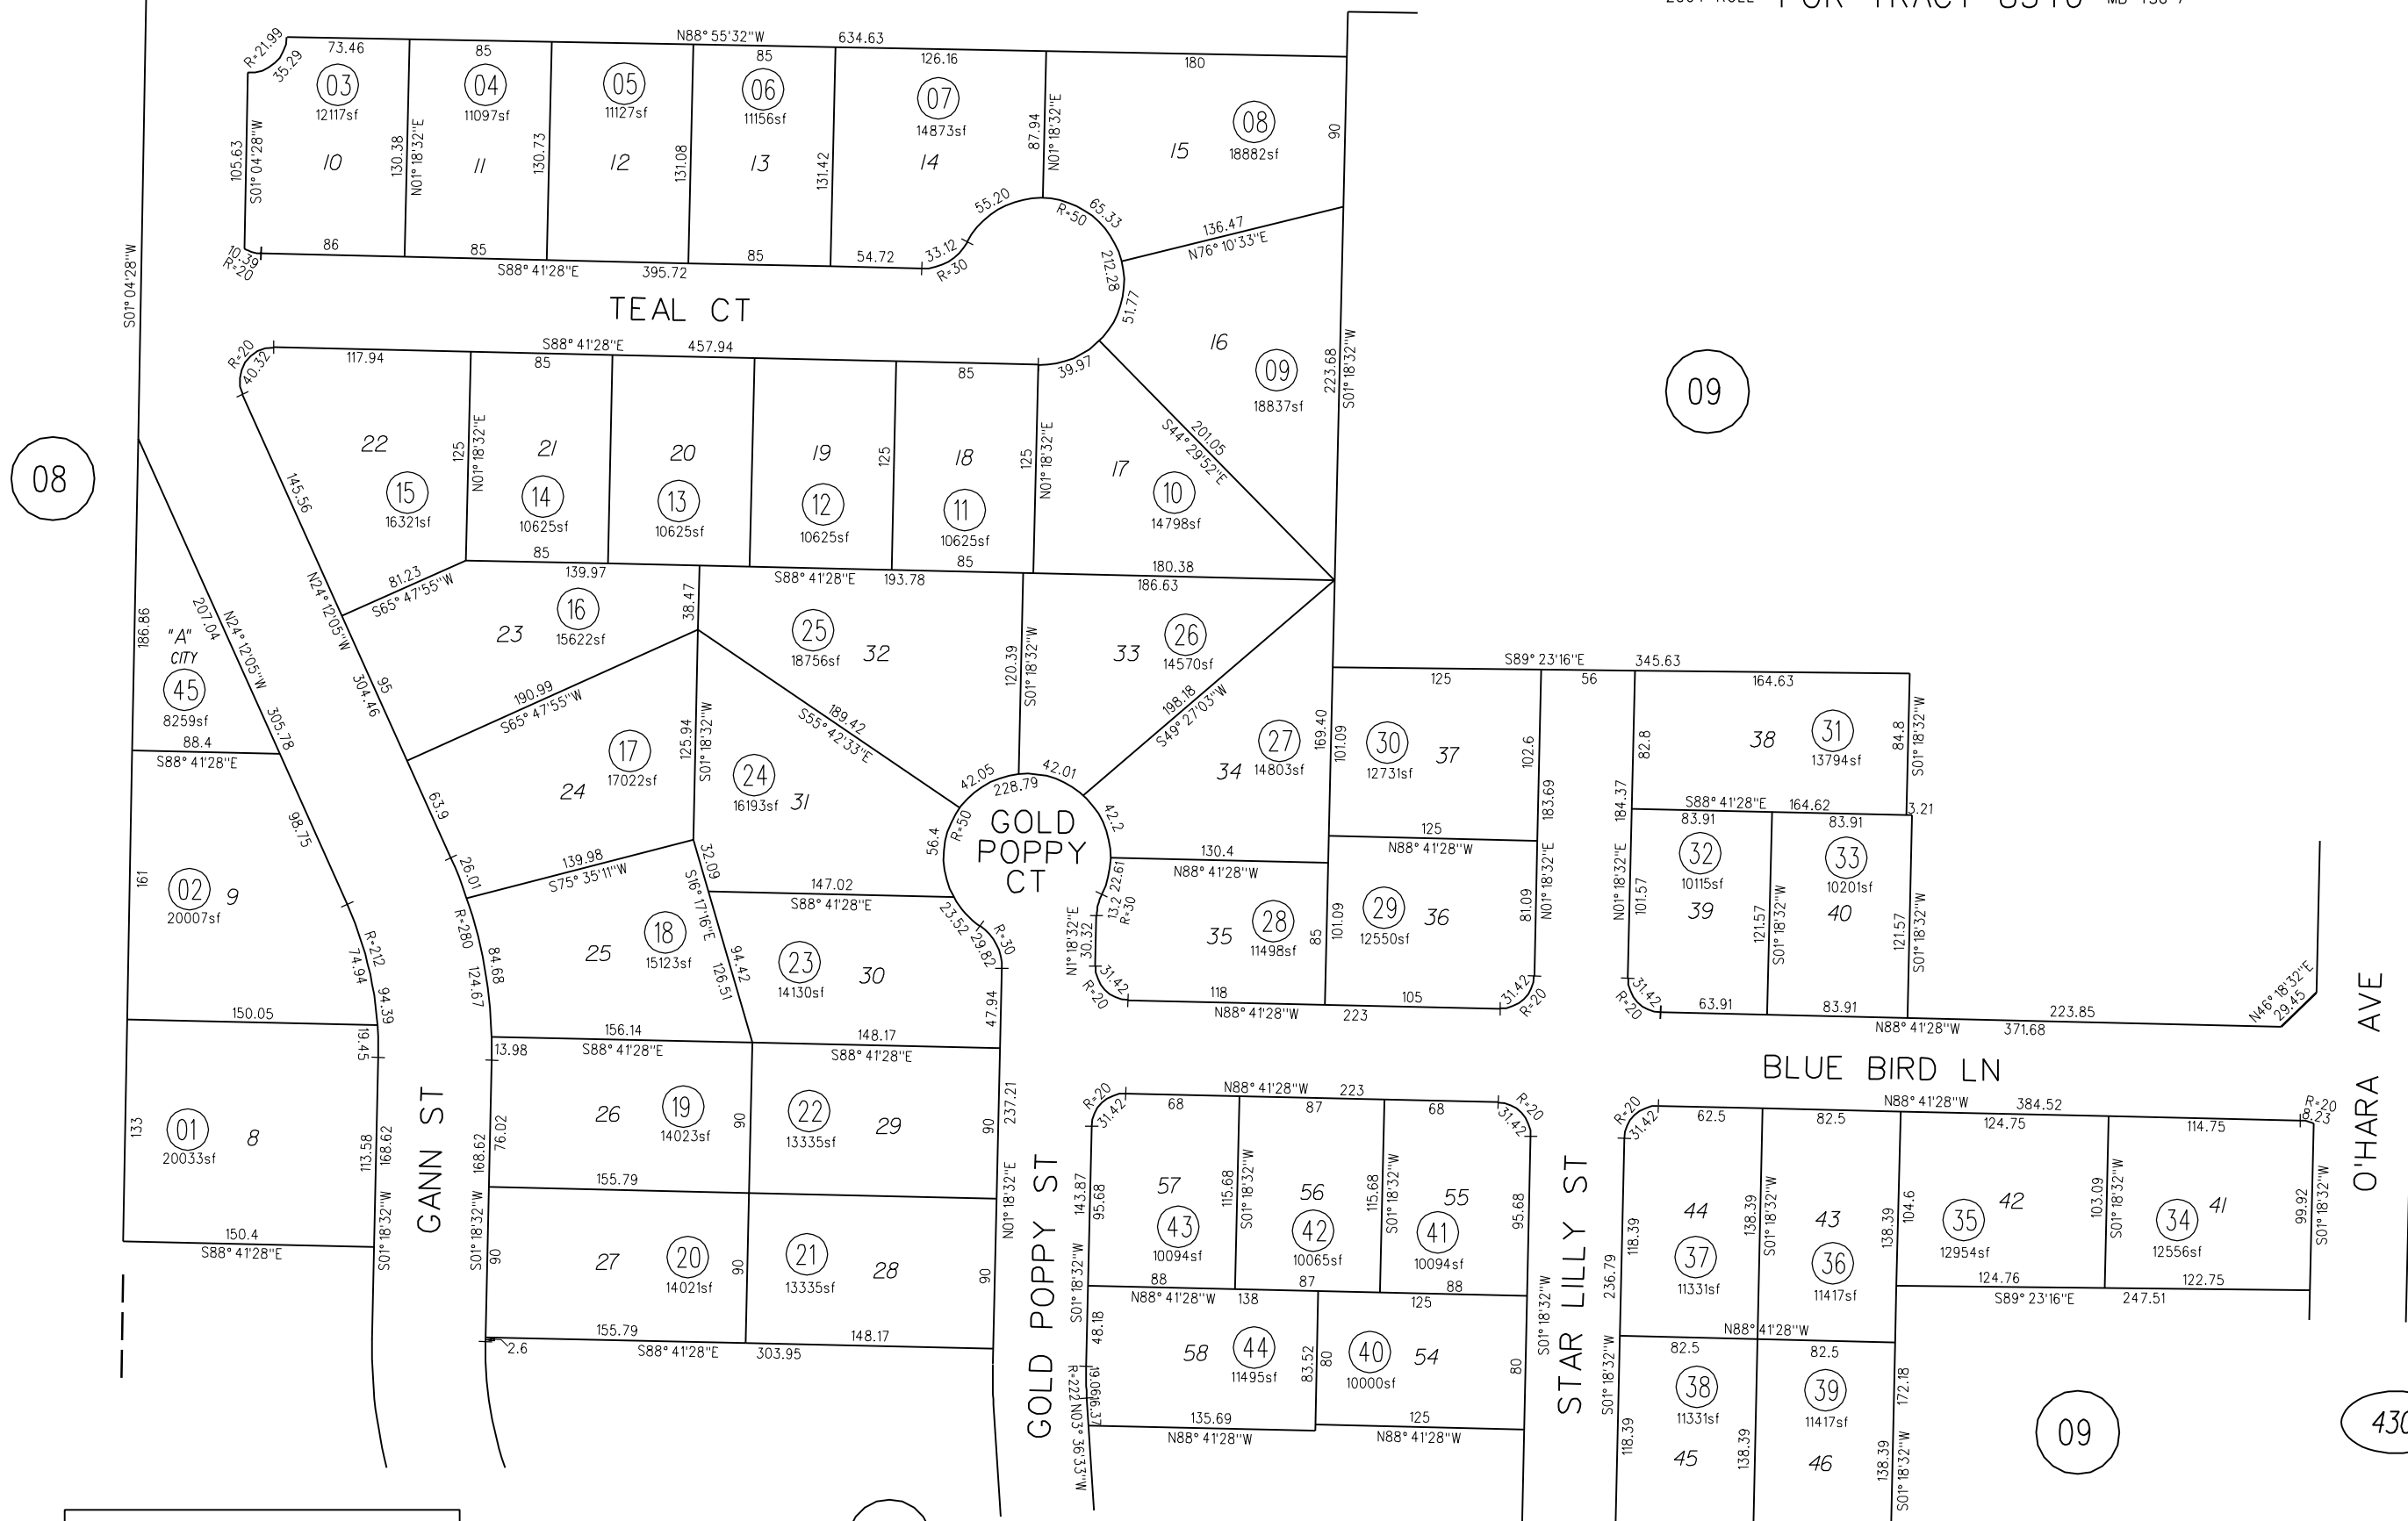 FOR TRACT
N88°55'32"W 634.63
R=21.99
35.29
73.46
85
85
126.16
180
03
12117sf
10
04
11097sf
11
05
11127sf
12
06
11156sf
13
07
14873sf
14
08
18882sf
15
105.63
S01°04'28"W
130.38
N01°18'32"E
130.73
131.08
131.42
87.94
N01°18'32"E
90
10.39
R=20
86
85
S88°41'28"E 395.72
85
54.72
33.12
R=30
55.20
R=50
65.33
212.28
51.77
39.97
136.47
N76°10'33"E
S01°04'28"W
TEAL CT
R=20
40.32
117.94
S88°41'28"E 457.94
85
85
16
09
18837sf
223.68
S01°18'32"W
09
08
22
15
16321sf
125
N01°18'32"E
21
14
10625sf
20
13
10625sf
19
12
10625sf
125
18
11
10625sf
125
N01°18'32"E
17
10
14798sf
201.05
S44°29'52"E
145.56
N24°12'05"W
304.46
95
81.23
S65°47'55"W
85
139.97
S88°41'28"E 193.78
85
180.38
186.63
186.86
"A"
CITY
45
8259sf
207.04
N24°12'05"W
305.78
88.4
S88°41'28"E
23
16
15622sf
38.47
190.99
S65°47'55"W
25
18756sf
32
120.39
S01°18'32"W
33
26
14570sf
198.18
S49°27'03"W
189.42
S55°42'33"E
24
17
17022sf
125.94
S01°18'32"W
24
16193sf
31
34
27
14803sf
169.40
42.05
228.79
42.01
42.2
R=50
56.4
GOLD
POPPY
CT
S89°23'16"E 345.63
125
56
164.63
101.09
30
12731sf
37
102.6
183.69
82.8
184.37
38
31
13794sf
84.8
S01°18'32"W
S88°41'28"E 164.62
3.21
83.91
83.91
63.9
26.01
139.98
S75°35'11"W
32.09
S16°17'16"E
94.42
126.51
147.02
S88°41'28"E
23.52
29.82
R=30
22.61
13.2
R=30
130.4
N88°41'28"W
125
N88°41'28"W
98.75
161
02
20007sf
9
R=212
74.94
94.39
R=280
124.67
84.68
25
18
15123sf
23
14130sf
30
47.94
N1°18'32"E
30.32
31.42
R=20
35
28
11498sf
85
101.09
29
12550sf
36
81.09
N01°18'32"E
31.42
R=20
N01°18'32"E
101.57
32
10115sf
39
121.57
S01°18'32"W
33
10201sf
40
121.57
S01°18'32"W
31.42
R=20
150.05
19.45
156.14
S88°41'28"E
13.98
148.17
S88°41'28"E
118
N88°41'28"W 223
105
63.91
83.91
223.85
N88°41'28"W 371.68
N46°18'32"E
29.45
O'HARA AVE
BLUE BIRD LN
133
01
20033sf
8
113.58
168.62
S01°18'32"W
150.4
S88°41'28"E
GANN ST
168.62
76.02
S01°18'32"W
90
26
19
14023sf
90
22
13335sf
29
90
237.21
N01°18'32"E
155.79
27
20
14021sf
90
21
13335sf
28
90
155.79
S88°41'28"E 303.95
148.17
2.6
GOLD POPPY ST
R=20
31.42
N88°41'28"W 223
68
87
68
R=20
31.42
143.87
95.68
S01°18'32"W
57
43
10094sf
115.68
S01°18'32"W
56
42
10065sf
115.68
S01°18'32"W
55
41
10094sf
95.68
88
87
88
N88°41'28"W 138
125
48.18
58
44
11495sf
83.52
80
40
10000sf
54
80
S01°18'32"W
R=222
N03°36'33"W
135.69
N88°41'28"W
125
N88°41'28"W
STAR LILLY ST
R=20
31.42
62.5
82.5
N88°41'28"W 384.52
124.75
114.75
R=20
8.23
118.39
236.79
S01°18'32"W
44
37
11331sf
138.39
S01°18'32"W
43
36
11417sf
138.39
104.6
35
12954sf
42
103.09
S01°18'32"W
34
12556sf
41
99.92
S01°18'32"W
124.76
122.75
S89°23'16"E 247.51
N88°41'28"W
82.5
82.5
38
11331sf
45
118.39
138.39
39
11417sf
46
138.39
172.18
S01°18'32"W
09